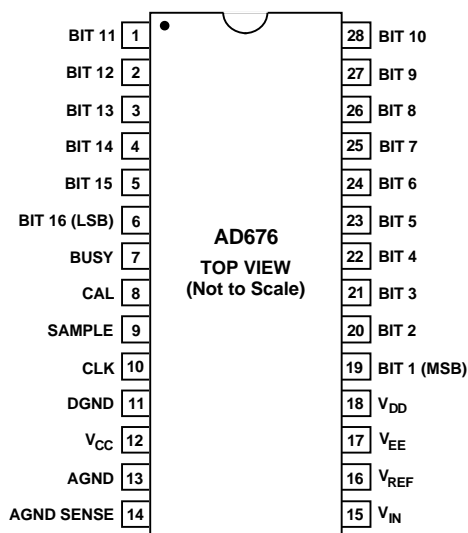 BIT 11 1 28 BIT 10
BIT 12 2 27 BIT 9
BIT 13 3 26 BIT 8
BIT 14 4 25 BIT 7
BIT 15 5 24 BIT 6
BIT 16 (LSB) 6 23 BIT 5
BUSY 7 22 BIT 4
CAL 8 21 BIT 3
SAMPLE 9 20 BIT 2
CLK 10 19 BIT 1 (MSB)
DGND 11 18 VDD
VCC 12 17 VEE
AGND 13 16 VREF
AGND SENSE 14 15 VIN
AD676
TOP VIEW
(Not to Scale)